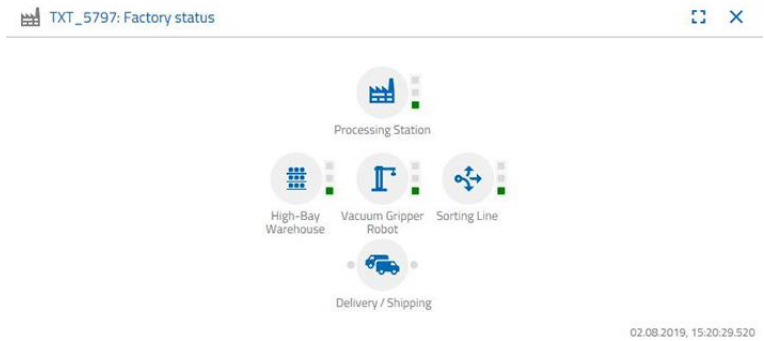 TXT_5797: Factory status
Processing Station
High-Bay
Warehouse
Vacuum Gripper
Robot
Sorting Line
Delivery / Shipping
02.08.2019, 15:20:29.520